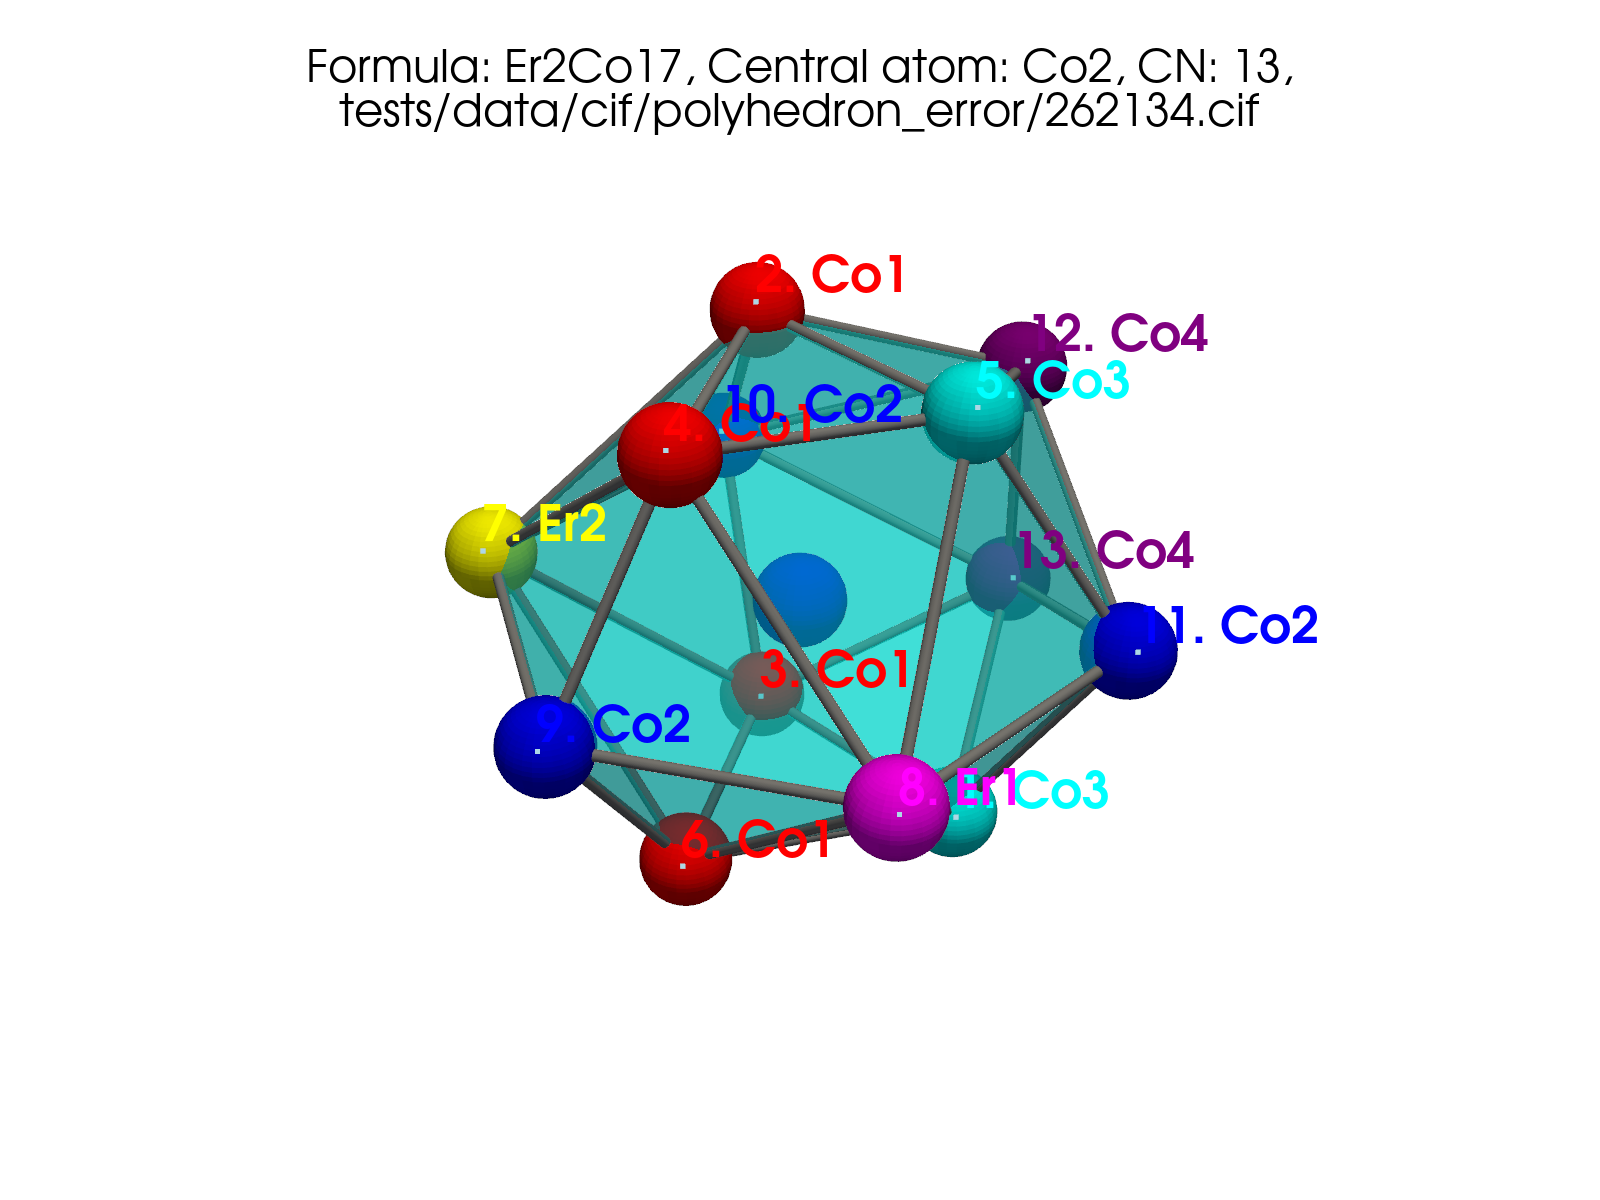 Formula: Er2Co17, Central atom: Co2, CN: 13,
tests/data/cif/polyhedron_error/262134.cif
2. Co1
12. Co4
5. Co3
10. Co2
4. Co1
7. Er2
13. Co4
11. Co2
3. Co1
9. Co2
8. Er1
Co3
6. Co1